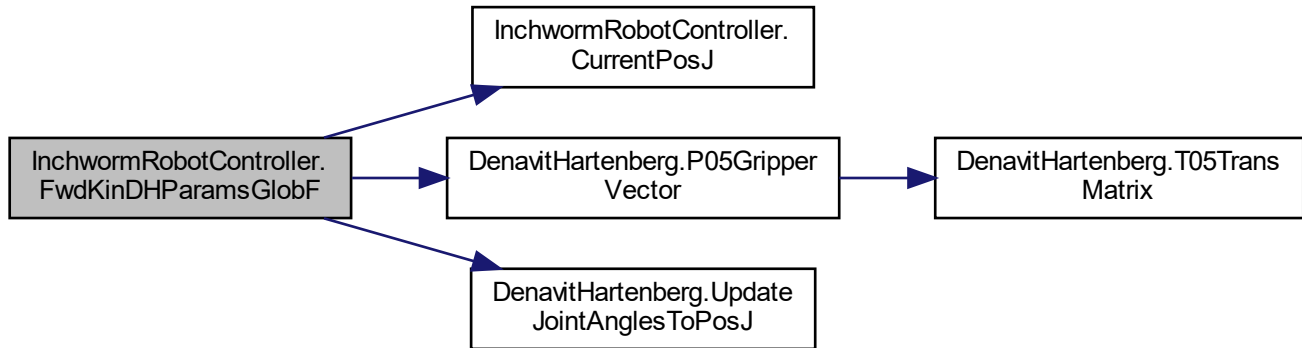 InchwormRobotController.
CurrentPosJ
InchwormRobotController.
FwdKinDHParamsGlobF
DenavitHartenberg.P05Gripper
Vector
DenavitHartenberg.T05Trans
Matrix
DenavitHartenberg.Update
JointAnglesToPosJ